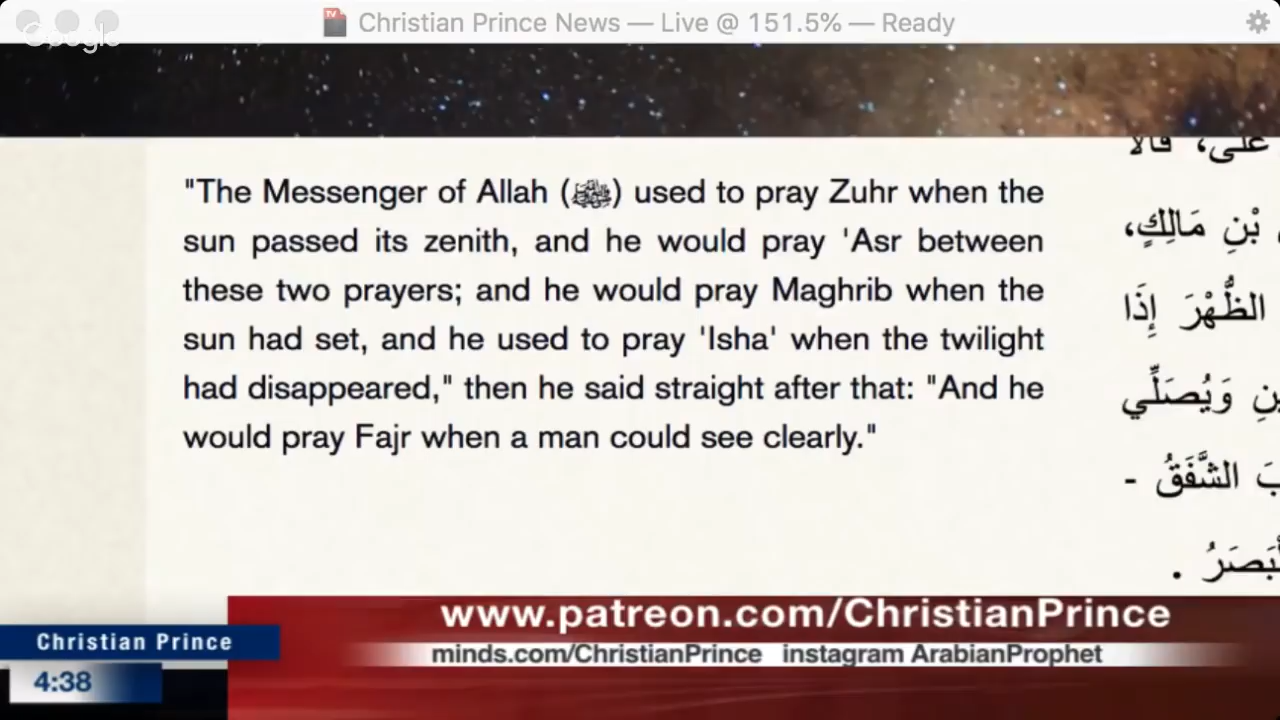 Christian Prince News — Live @ 151.5% — Ready
Google
"The Messenger of Allah (ﷺ) used to pray Zuhr when the
sun passed its zenith, and he would pray 'Asr between
these two prayers; and he would pray Maghrib when the
sun had set, and he used to pray 'Isha' when the twilight
had disappeared," then he said straight after that: "And he
would pray Fajr when a man could see clearly."
بْنِ مَالِكٍ،
الظُّهْرَ إِذَا
وَيُصَلِّي
الشَّفَقُ -
www.patreon.com/ChristianPrince
Christian Prince
minds.com/ChristianPrince instagram ArabianProphet
4:38